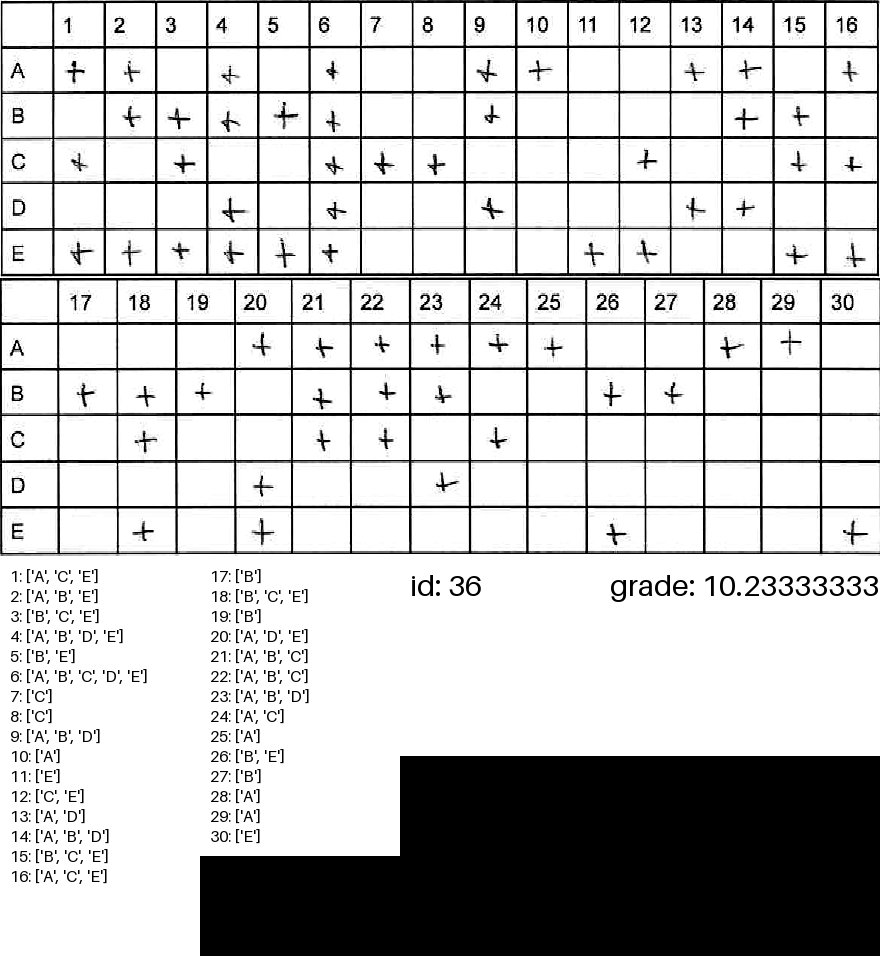 1 2 3 4 5 6 7 8 9 10 11 12 13 14 15 16
A + + + + + + + + +
B + + + + + + + +
C + + + + + + + +
D + + + + +
E + + + + + + + + + +
17 18 19 20 21 22 23 24 25 26 27 28 29 30
A + + + + + + + +
B + + + + + + + +
C + + + +
D + +
E + + + +
1: ['A', 'C', 'E']
2: ['A', 'B', 'E']
3: ['B', 'C', 'E']
4: ['A', 'B', 'D', 'E']
5: ['B', 'E']
6: ['A', 'B', 'C', 'D', 'E']
7: ['C']
8: ['C']
9: ['A', 'B', 'D']
10: ['A']
11: ['E']
12: ['C', 'E']
13: ['A', 'D']
14: ['A', 'B', 'D']
15: ['B', 'C', 'E']
16: ['A', 'C', 'E']
17: ['B']
18: ['B', 'C', 'E']
19: ['B']
20: ['A', 'D', 'E']
21: ['A', 'B', 'C']
22: ['A', 'B', 'C']
23: ['A', 'B', 'D']
24: ['A', 'C']
25: ['A']
26: ['B', 'E']
27: ['B']
28: ['A']
29: ['A']
30: ['E']
id: 36
grade: 10.23333333